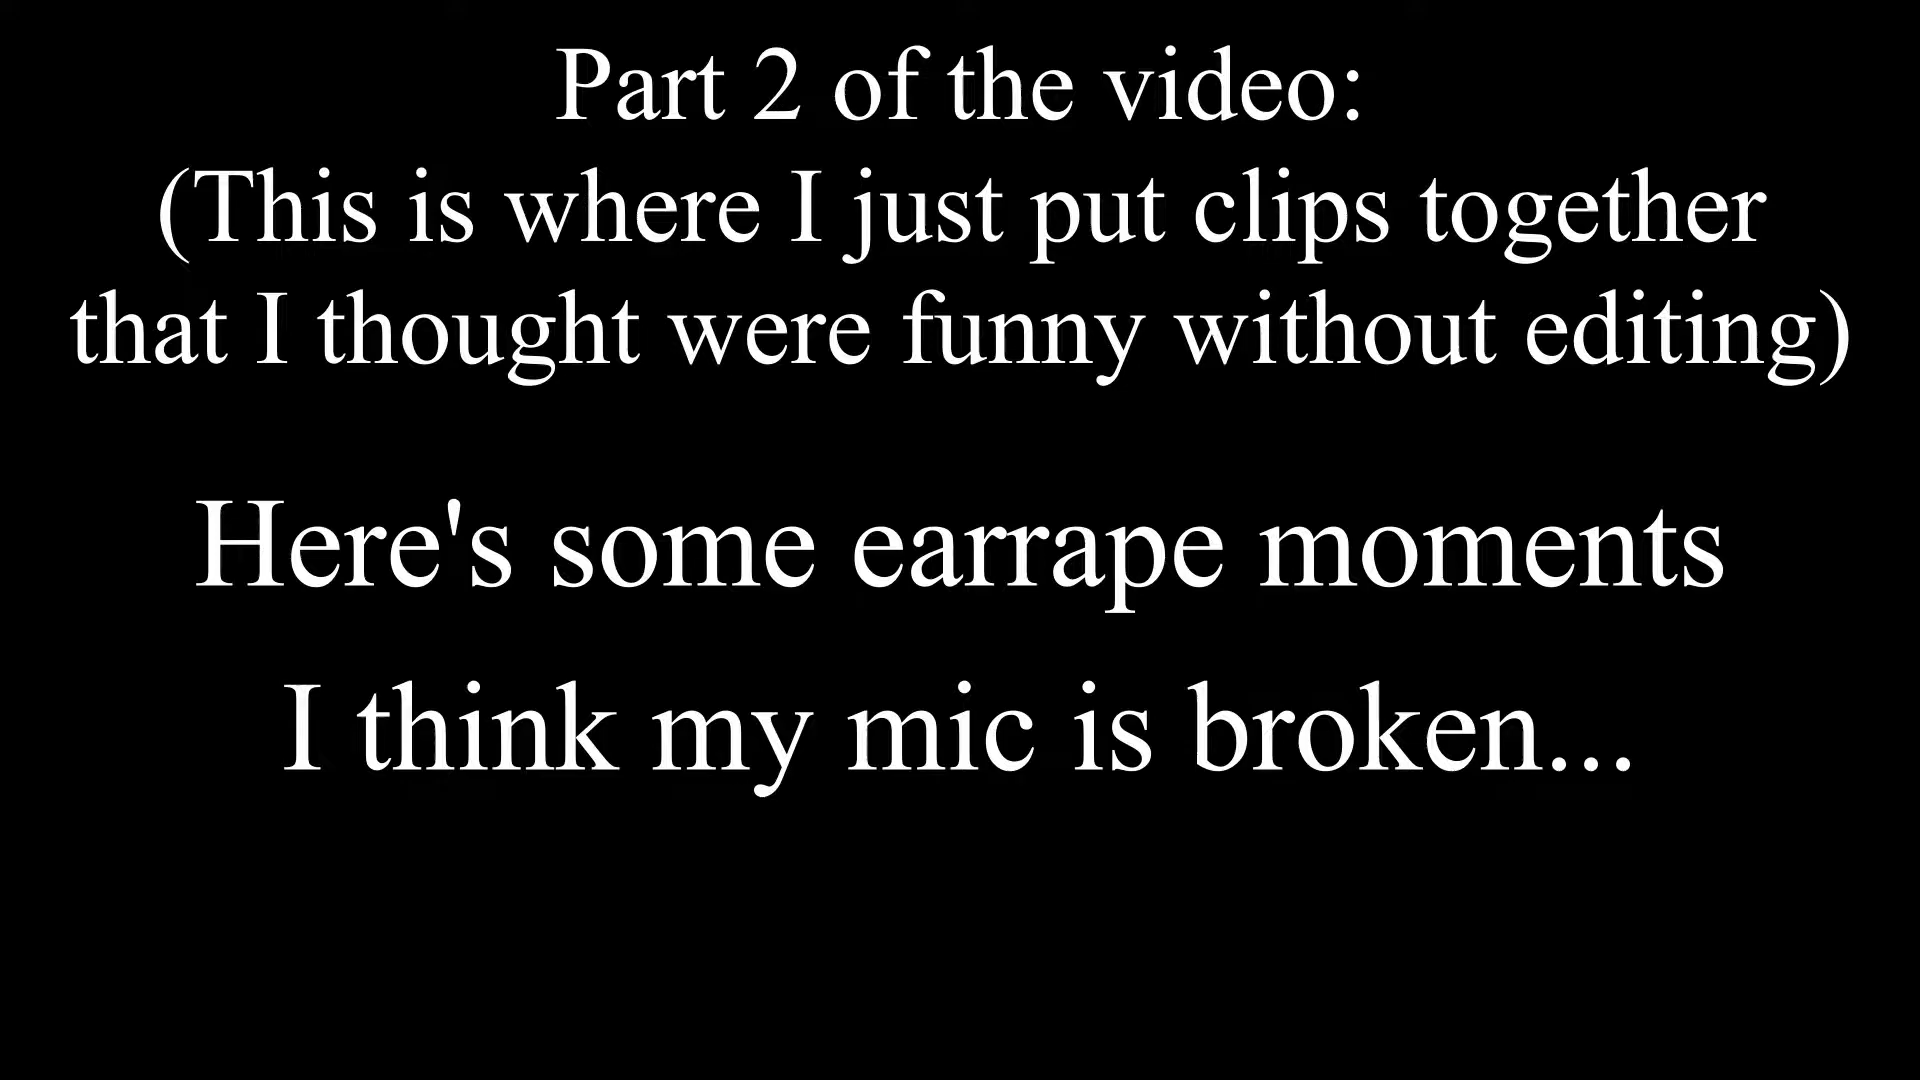 Part 2 of the video:
(This is where I just put clips together
that I thought were funny without editing)
Here's some earrape moments
I think my mic is broken...